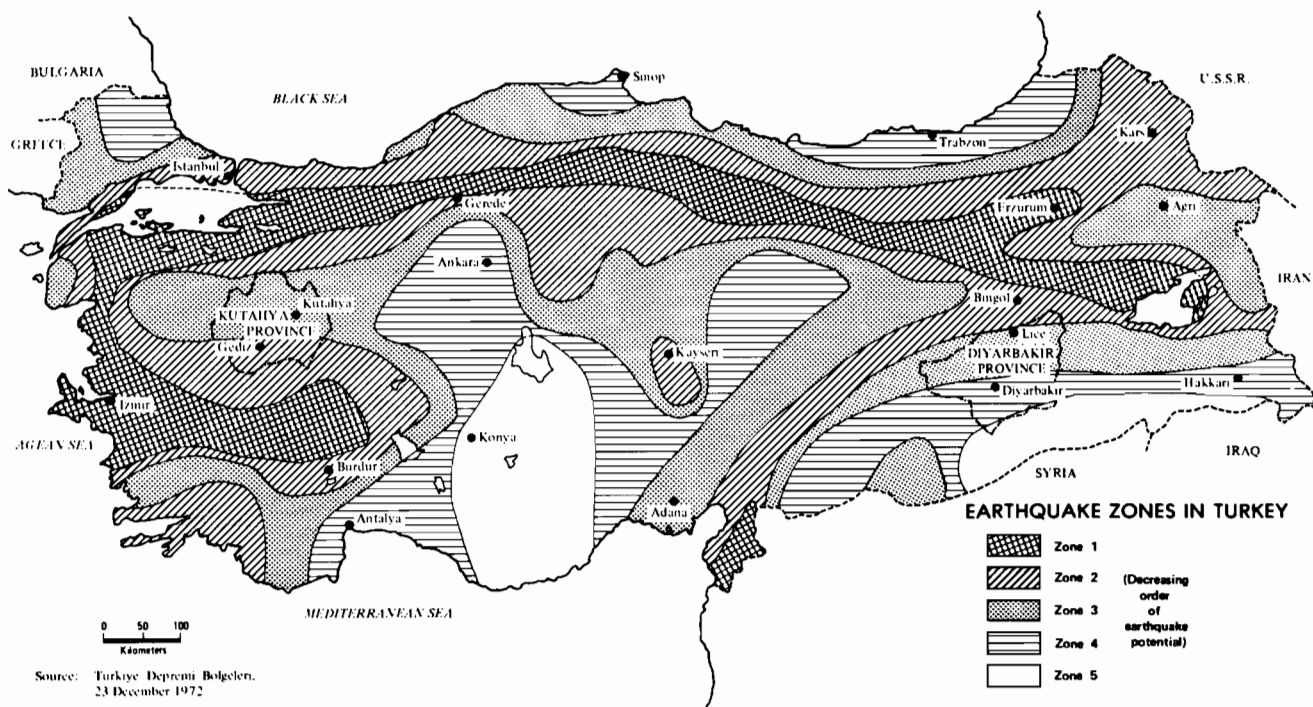 BULGARIA
BLACK SEA
Sinop
U.S.S.R.
GREECE
Istanbul
Trabzon
Kars
Gerede
Erzurum
Agri
Ankara
IRAN
Kutahya
KUTAHYA
PROVINCE
Gediz
Bingol
Lice
DIYARBAKIR
PROVINCE
Kayseri
Diyarbakir
Hakkari
Izmir
AGEAN SEA
Konya
Burdur
IRAQ
SYRIA
Adana
Antalya
MEDITERRANEAN SEA
EARTHQUAKE ZONES IN TURKEY
Zone 1
Zone 2
Zone 3
Zone 4
Zone 5
(Decreasing
order
of
earthquake
potential)
0 50 100
Kilometers
Source: Turkiye Depremi Bolgeleri,
23 December 1972